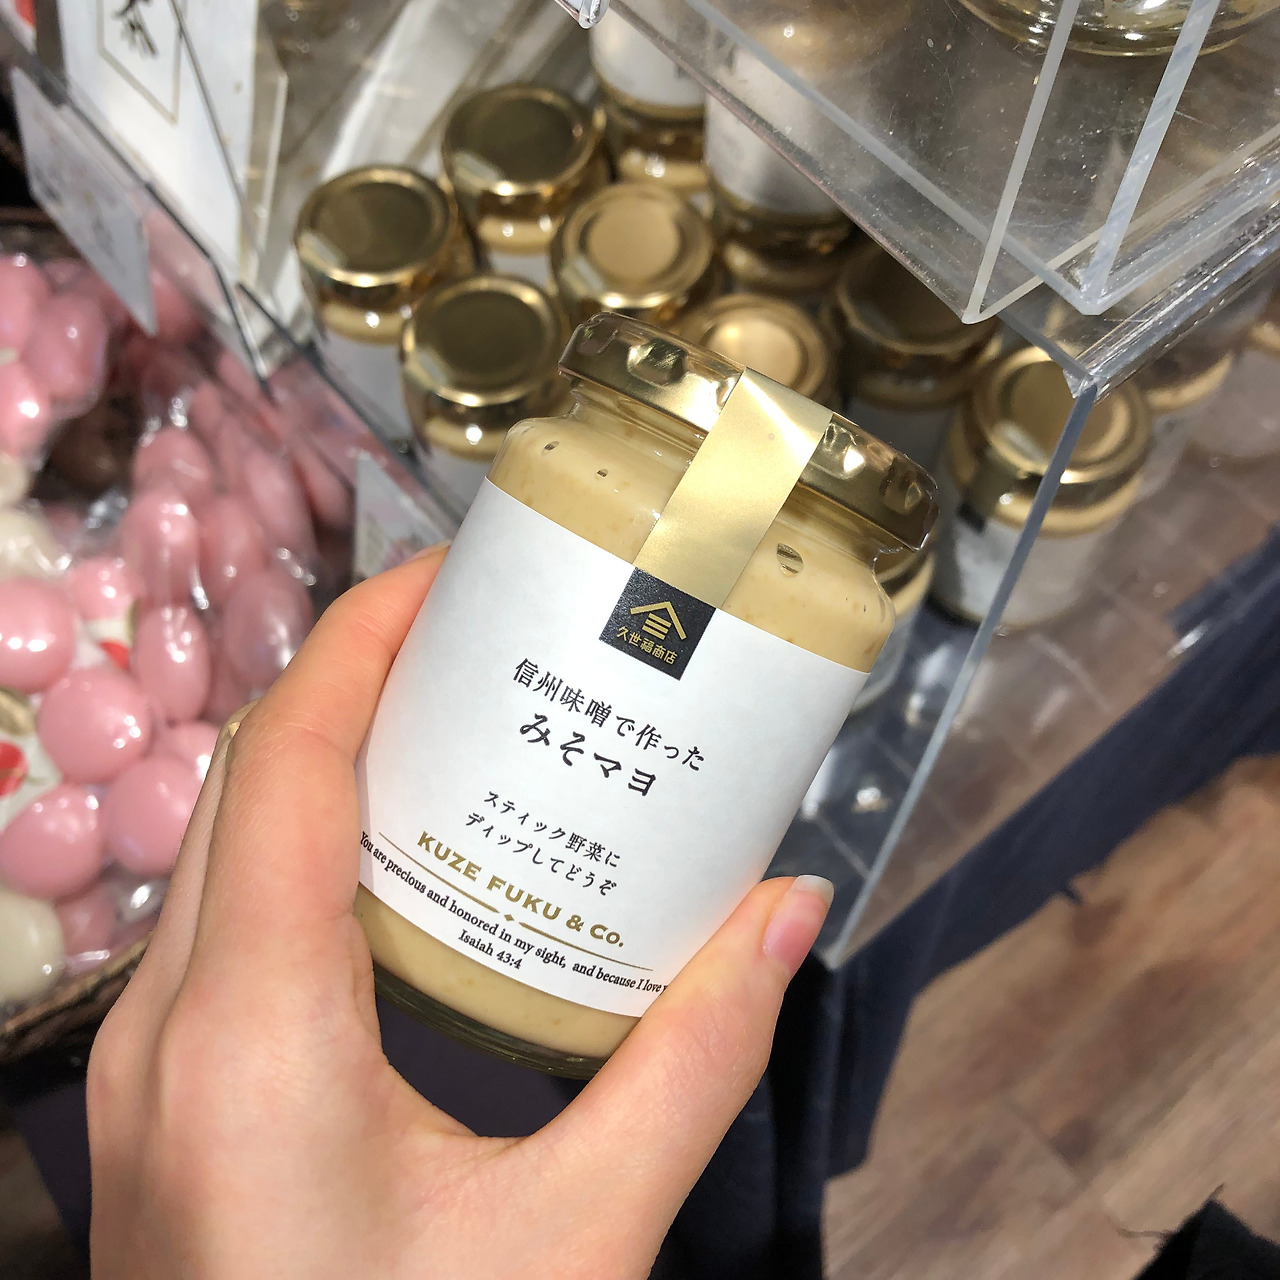 茶
久世福商店
信州味噌で作った
みそマヨ
スティック野菜に
ディップしてどうぞ
KUZE FUKU & CO.
You are precious and honored in my sight, and because I love
Isaiah 43:4